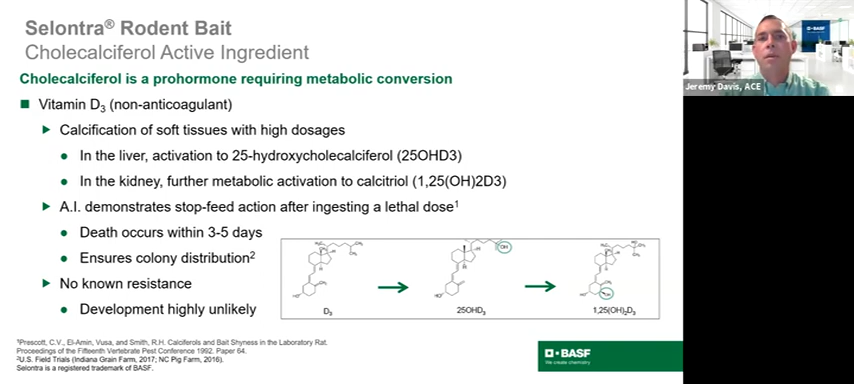 Selontra® Rodent Bait
Cholecalciferol Active Ingredient
Cholecalciferol is a prohormone requiring metabolic conversion
Vitamin D3 (non-anticoagulant)
Calcification of soft tissues with high dosages
In the liver, activation to 25-hydroxycholecalciferol (25OHD3)
In the kidney, further metabolic activation to calcitriol (1,25(OH)2D3)
A.I. demonstrates stop-feed action after ingesting a lethal dose1
Death occurs within 3-5 days
Ensures colony distribution2
No known resistance
Development highly unlikely
D3
25OHD3
1,25(OH)2D3
1Prescott, C.V., El-Amin, Vusa, and Smith, R.H. Calciferols and Bait Shyness in the Laboratory Rat.
Proceedings of the Fifteenth Vertebrate Pest Conference 1992. Paper 64.
2U.S. Field Trials (Indiana Grain Farm, 2017; NC Pig Farm, 2016).
Selontra is a registered trademark of BASF.
BASF
We create chemistry
BASF
Jeremy Davis, ACE